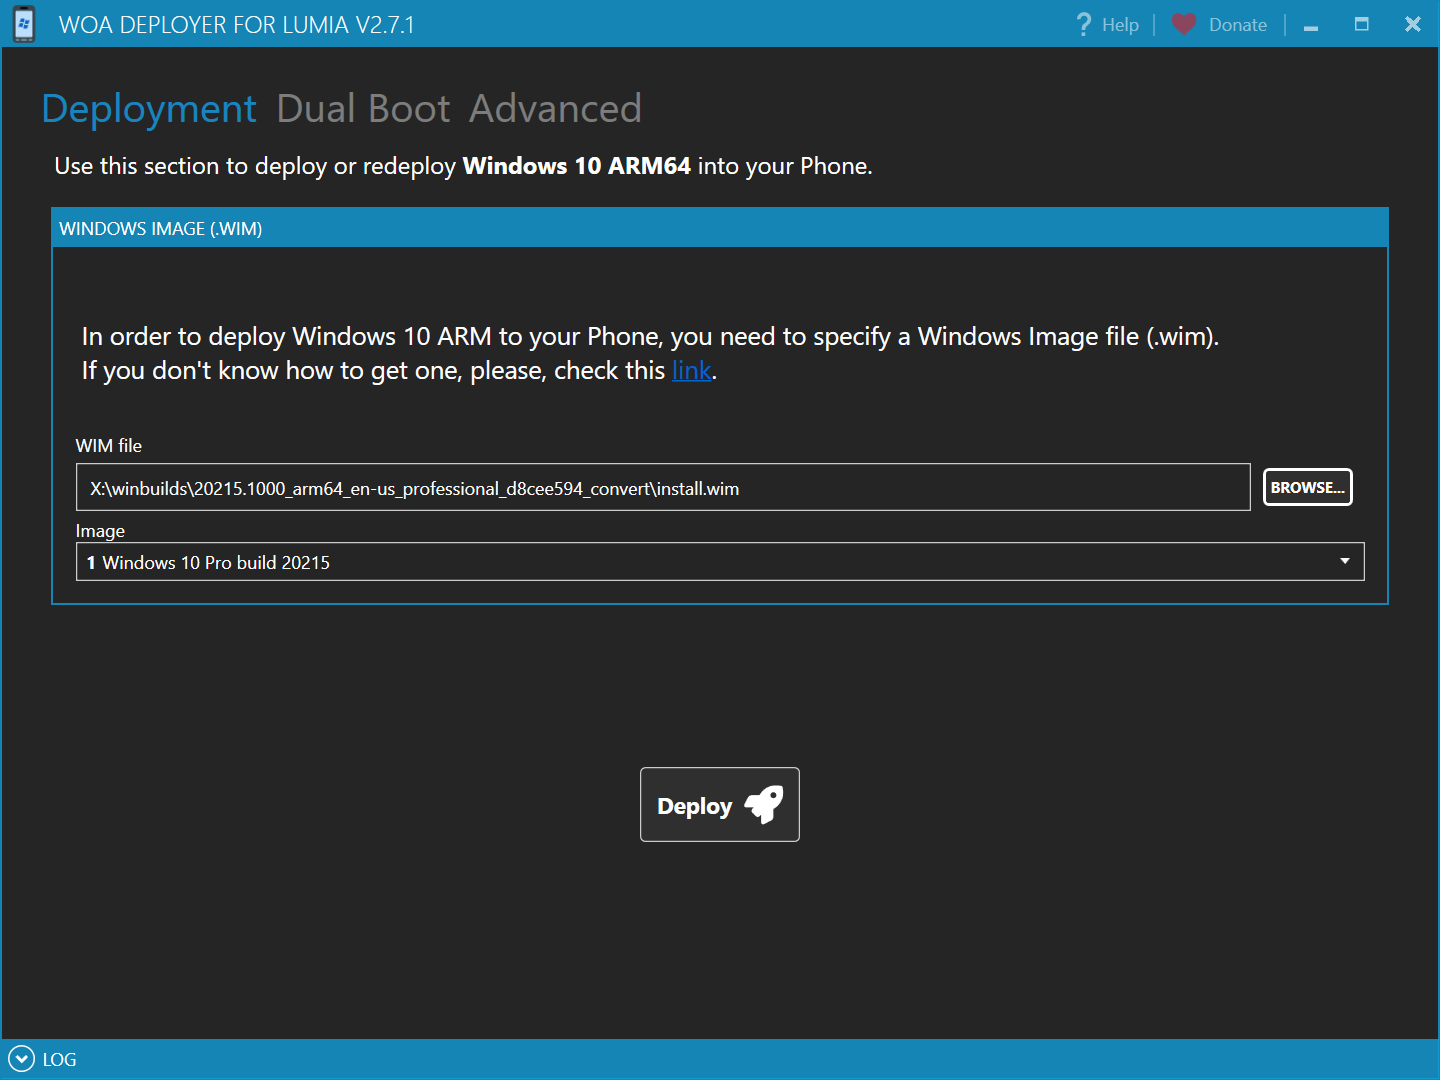 WOA DEPLOYER FOR LUMIA V2.7.1
? Help
Donate
Deployment Dual Boot Advanced
Use this section to deploy or redeploy Windows 10 ARM64 into your Phone.
WINDOWS IMAGE (.WIM)
In order to deploy Windows 10 ARM to your Phone, you need to specify a Windows Image file (.wim).
If you don't know how to get one, please, check this link.
WIM file
X:\winbuilds\20215.1000_arm64_en-us_professional_d8cee594_convert\install.wim
BROWSE...
Image
1 Windows 10 Pro build 20215
Deploy
LOG